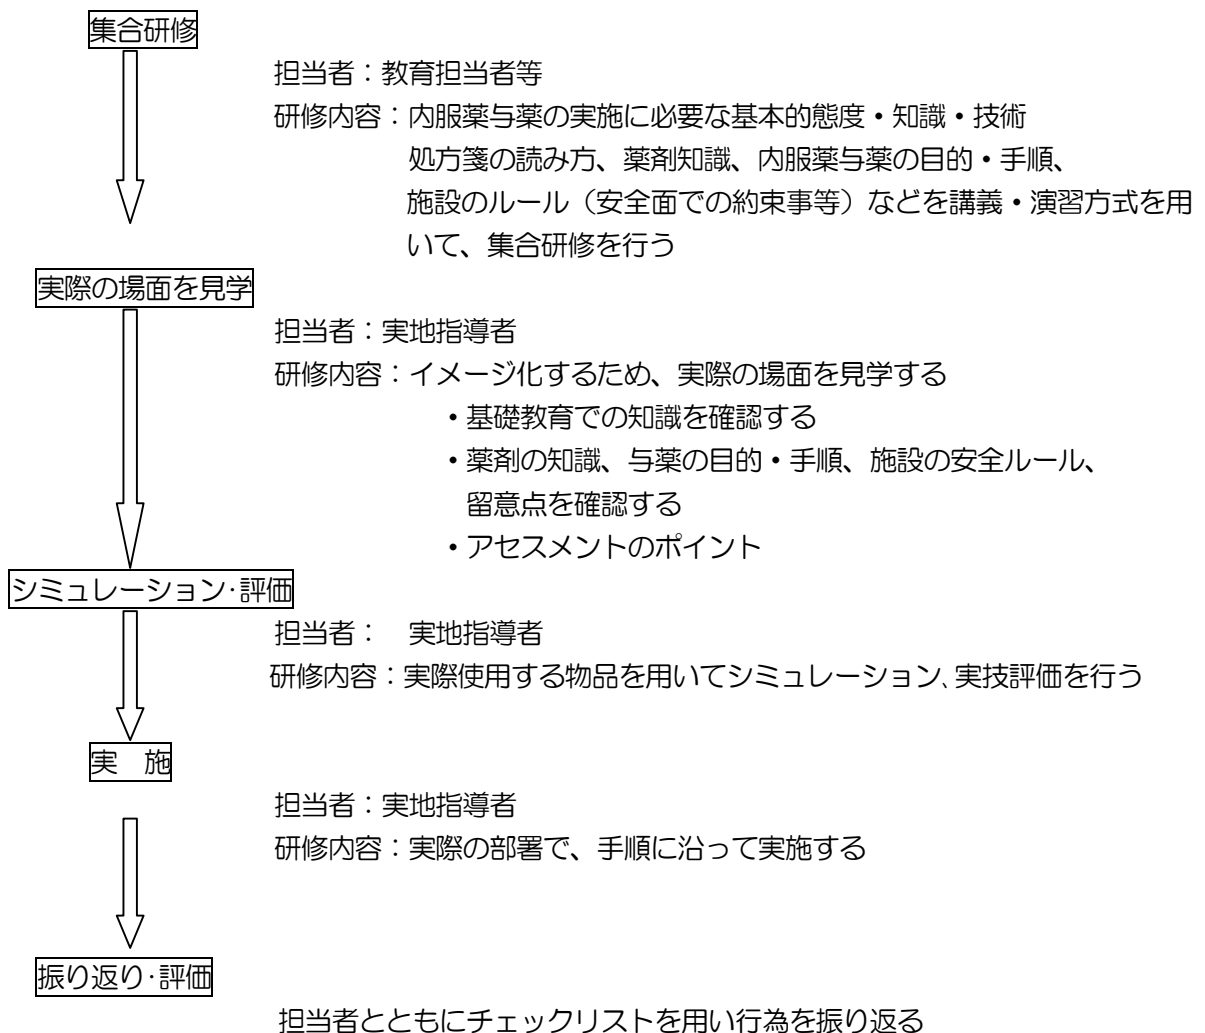 集合研修
担当者：教育担当者等
研修内容：内服薬与薬の実施に必要な基本的態度・知識・技術
処方箋の読み方、薬剤知識、内服薬与薬の目的・手順、
施設のルール（安全面での約束事等）などを講義・演習方式を用
いて、集合研修を行う
実際の場面を見学
担当者：実地指導者
研修内容：イメージ化するため、実際の場面を見学する
・基礎教育での知識を確認する
・薬剤の知識、与薬の目的・手順、施設の安全ルール、
留意点を確認する
・アセスメントのポイント
シミュレーション･評価
担当者：　実地指導者
研修内容：実際使用する物品を用いてシミュレーション、実技評価を行う
実　施
担当者：実地指導者
研修内容：実際の部署で、手順に沿って実施する
振り返り･評価
担当者とともにチェックリストを用い行為を振り返る